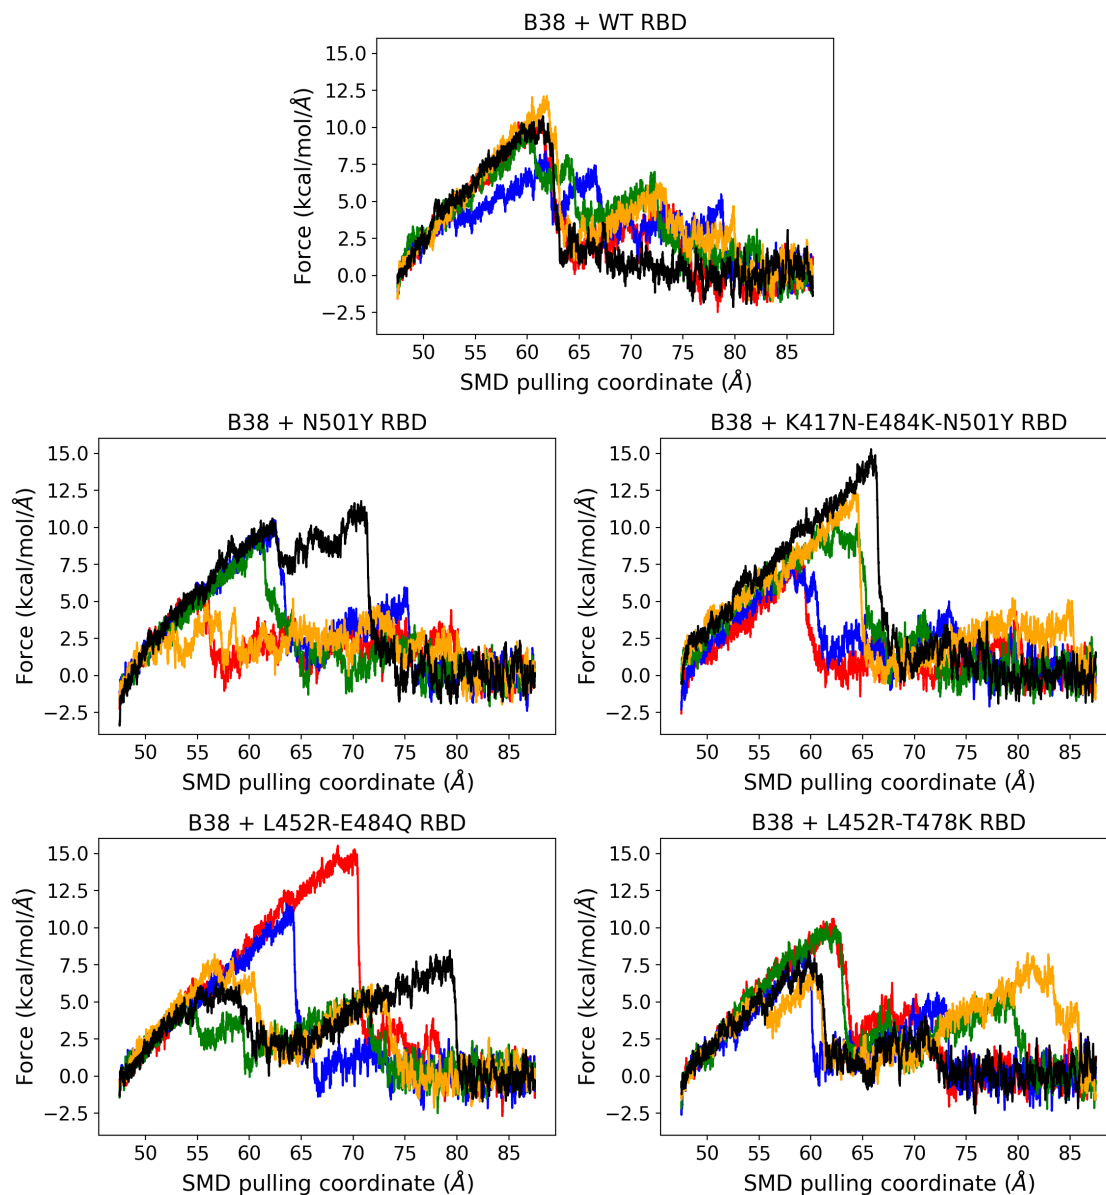 B38 + WT RBD
15.0
12.5
10.0
7.5
5.0
2.5
0.0
−2.5
Force (kcal/mol/Å)
50 55 60 65 70 75 80 85
SMD pulling coordinate (Å)
B38 + N501Y RBD
15.0
12.5
10.0
7.5
5.0
2.5
0.0
−2.5
Force (kcal/mol/Å)
50 55 60 65 70 75 80 85
SMD pulling coordinate (Å)
B38 + K417N-E484K-N501Y RBD
15.0
12.5
10.0
7.5
5.0
2.5
0.0
−2.5
Force (kcal/mol/Å)
50 55 60 65 70 75 80 85
SMD pulling coordinate (Å)
B38 + L452R-E484Q RBD
15.0
12.5
10.0
7.5
5.0
2.5
0.0
−2.5
Force (kcal/mol/Å)
50 55 60 65 70 75 80 85
SMD pulling coordinate (Å)
B38 + L452R-T478K RBD
15.0
12.5
10.0
7.5
5.0
2.5
0.0
−2.5
Force (kcal/mol/Å)
50 55 60 65 70 75 80 85
SMD pulling coordinate (Å)